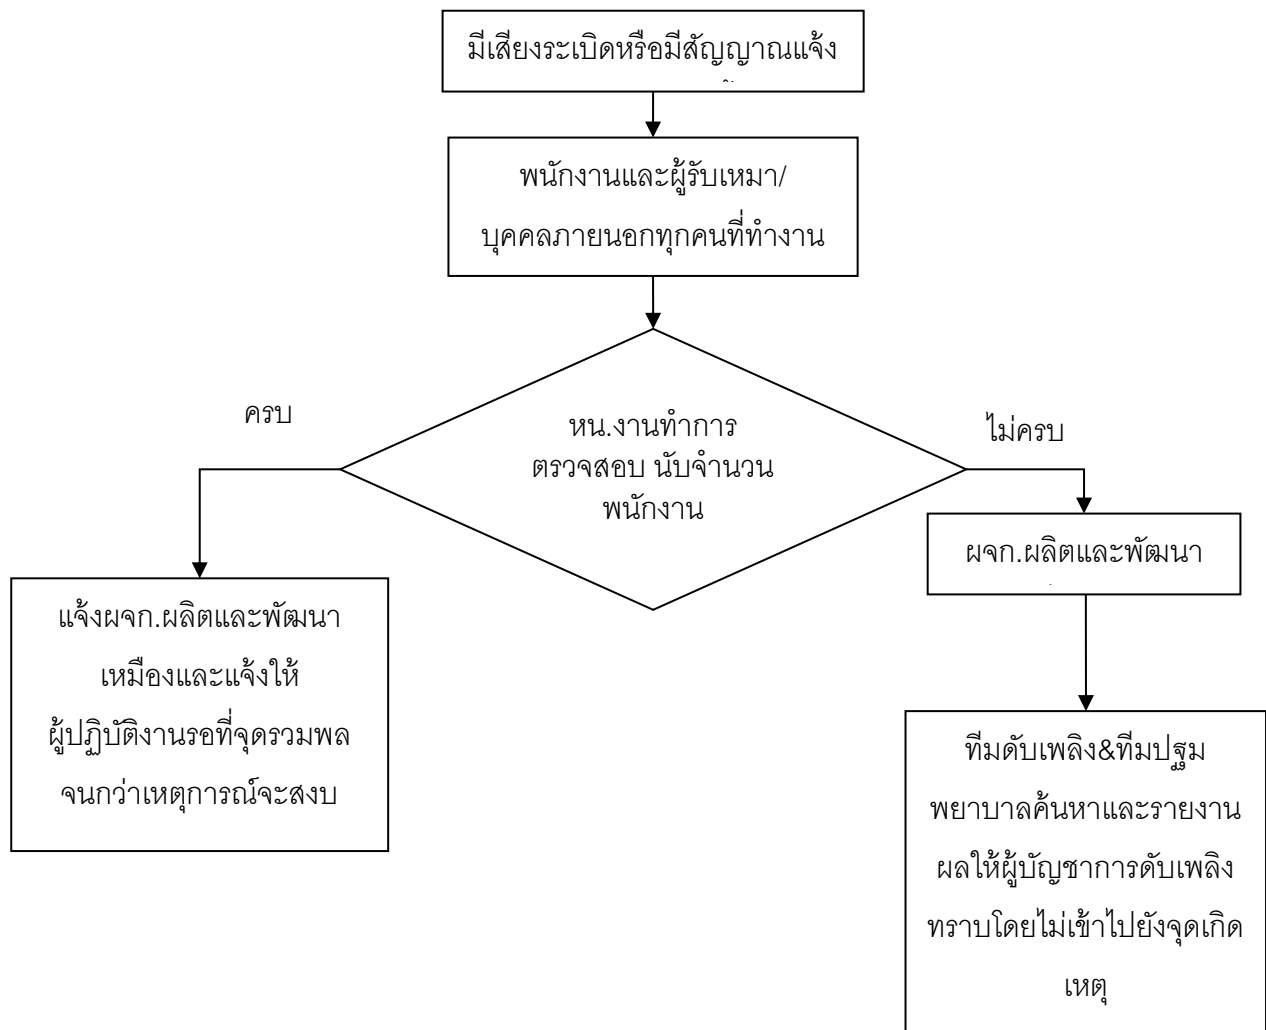 มีเสียงระเบิดหรือมีสัญญาณแจ้ง
พนักงานและผู้รับเหมา/
บุคคลภายนอกทุกคนที่ทำงาน
หน.งานทำการ
ตรวจสอบ นับจำนวน
พนักงาน
ครบ
ไม่ครบ
แจ้งผจก.ผลิตและพัฒนา
เหมืองและแจ้งให้
ผู้ปฏิบัติงานรอที่จุดรวมพล
จนกว่าเหตุการณ์จะสงบ
ผจก.ผลิตและพัฒนา
ทีมดับเพลิง&ทีมปฐม
พยาบาลค้นหาและรายงาน
ผลให้ผู้บัญชาการดับเพลิง
ทราบโดยไม่เข้าไปยังจุดเกิด
เหตุ